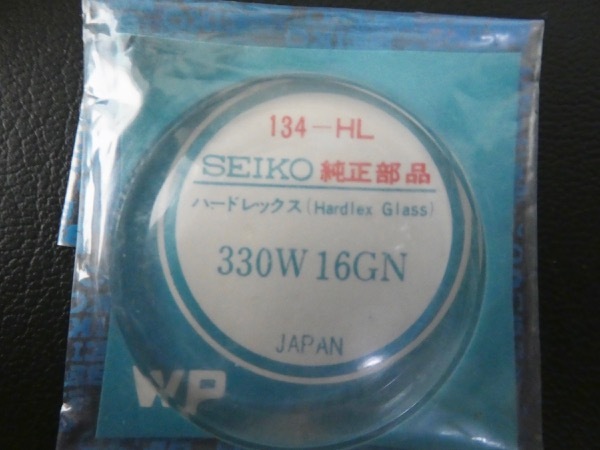 134-HL
SEIKO 純正部品
ハードレックス(Hardlex Glass)
330W 16GN
JAPAN
WP